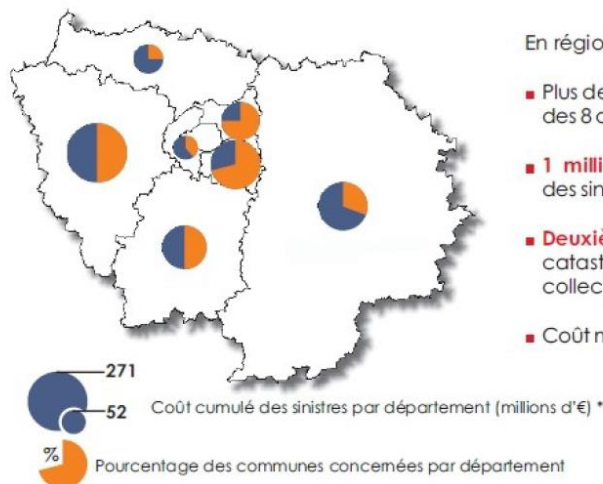 En régio
Plus de
des 8 c
1 milli
des sin
Deuxiè
catast
collec
Coût n
271
52
Coût cumulé des sinistres par département (millions d'€) *
%
Pourcentage des communes concernées par département